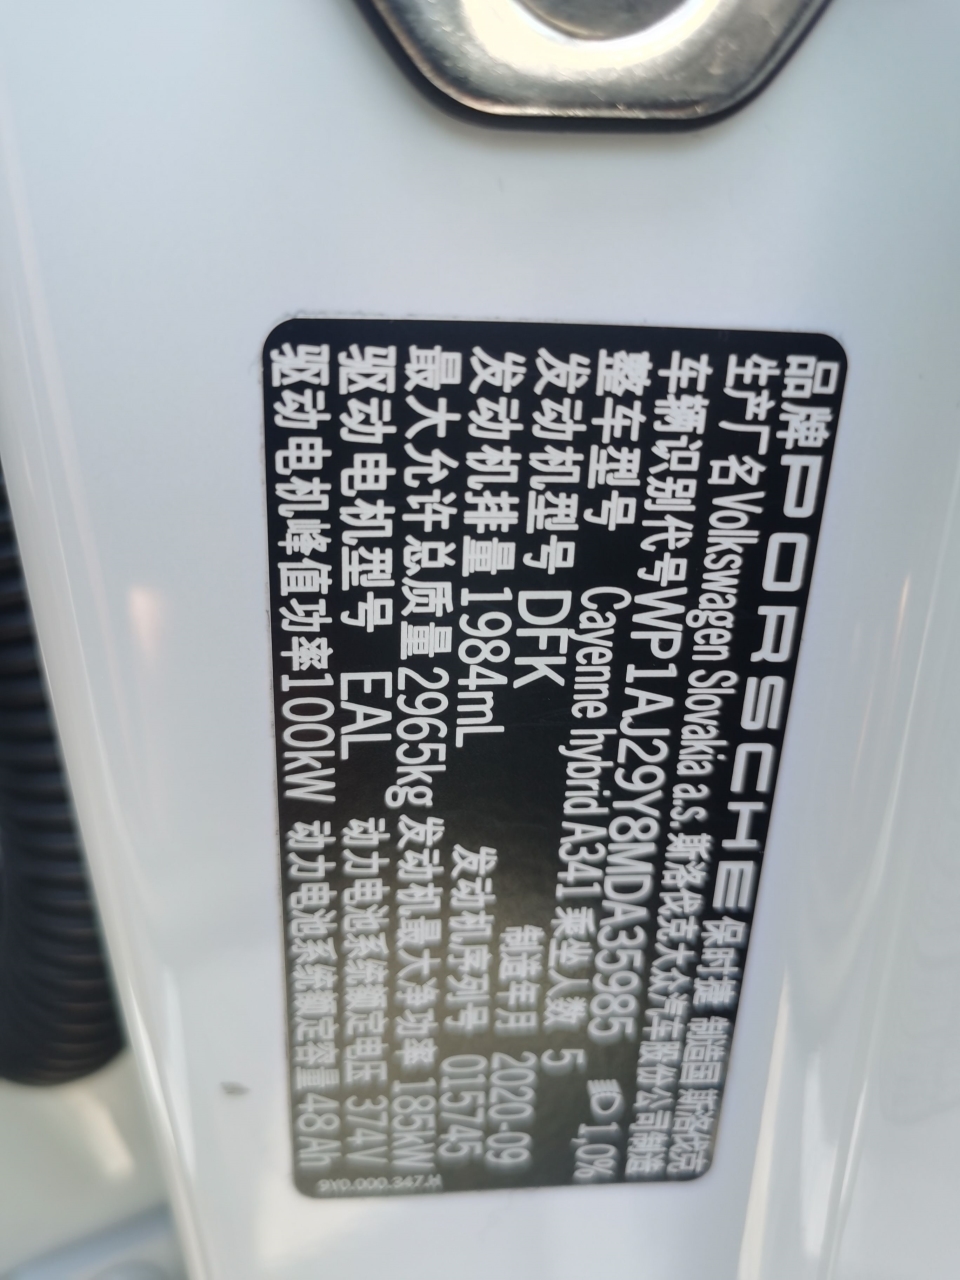 品牌 PORSCHE 保时捷 制造国 斯洛伐克
生产厂名 Volkswagen Slovakia a.s. 斯洛伐克大众汽车股份公司制造
车辆识别代号 WP1AJ29Y8MDA35985 1,0%
整车型号 Cayenne hybrid A341 乘坐人数 5
发动机型号 DFK 制造年月 2020-09
发动机排量 1984mL 发动机序列号 015745
最大允许总质量 2965kg 发动机最大净功率 185kW
驱动电机型号 EAL 动力电池系统额定电压 374V
驱动电机峰值功率 100kW 动力电池系统额定容量 48Ah
9Y0.000.347.H